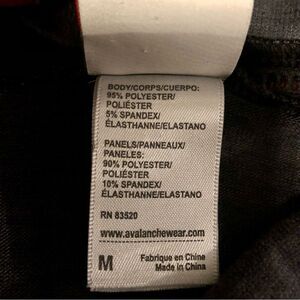 BODY/CORPS/CUERPO:
95% POLYESTER/
POLIÉSTER
5% SPANDEX/
ÉLASTHANNE/ELASTANO
PANELS/PANNEAUX/
PANELES:
90% POLYESTER/
POLIÉSTER
10% SPANDEX/
ÉLASTHANNE/ELASTANO
RN 83520
www.avalanchewear.com
M
Fabrique en Chine
Made in China